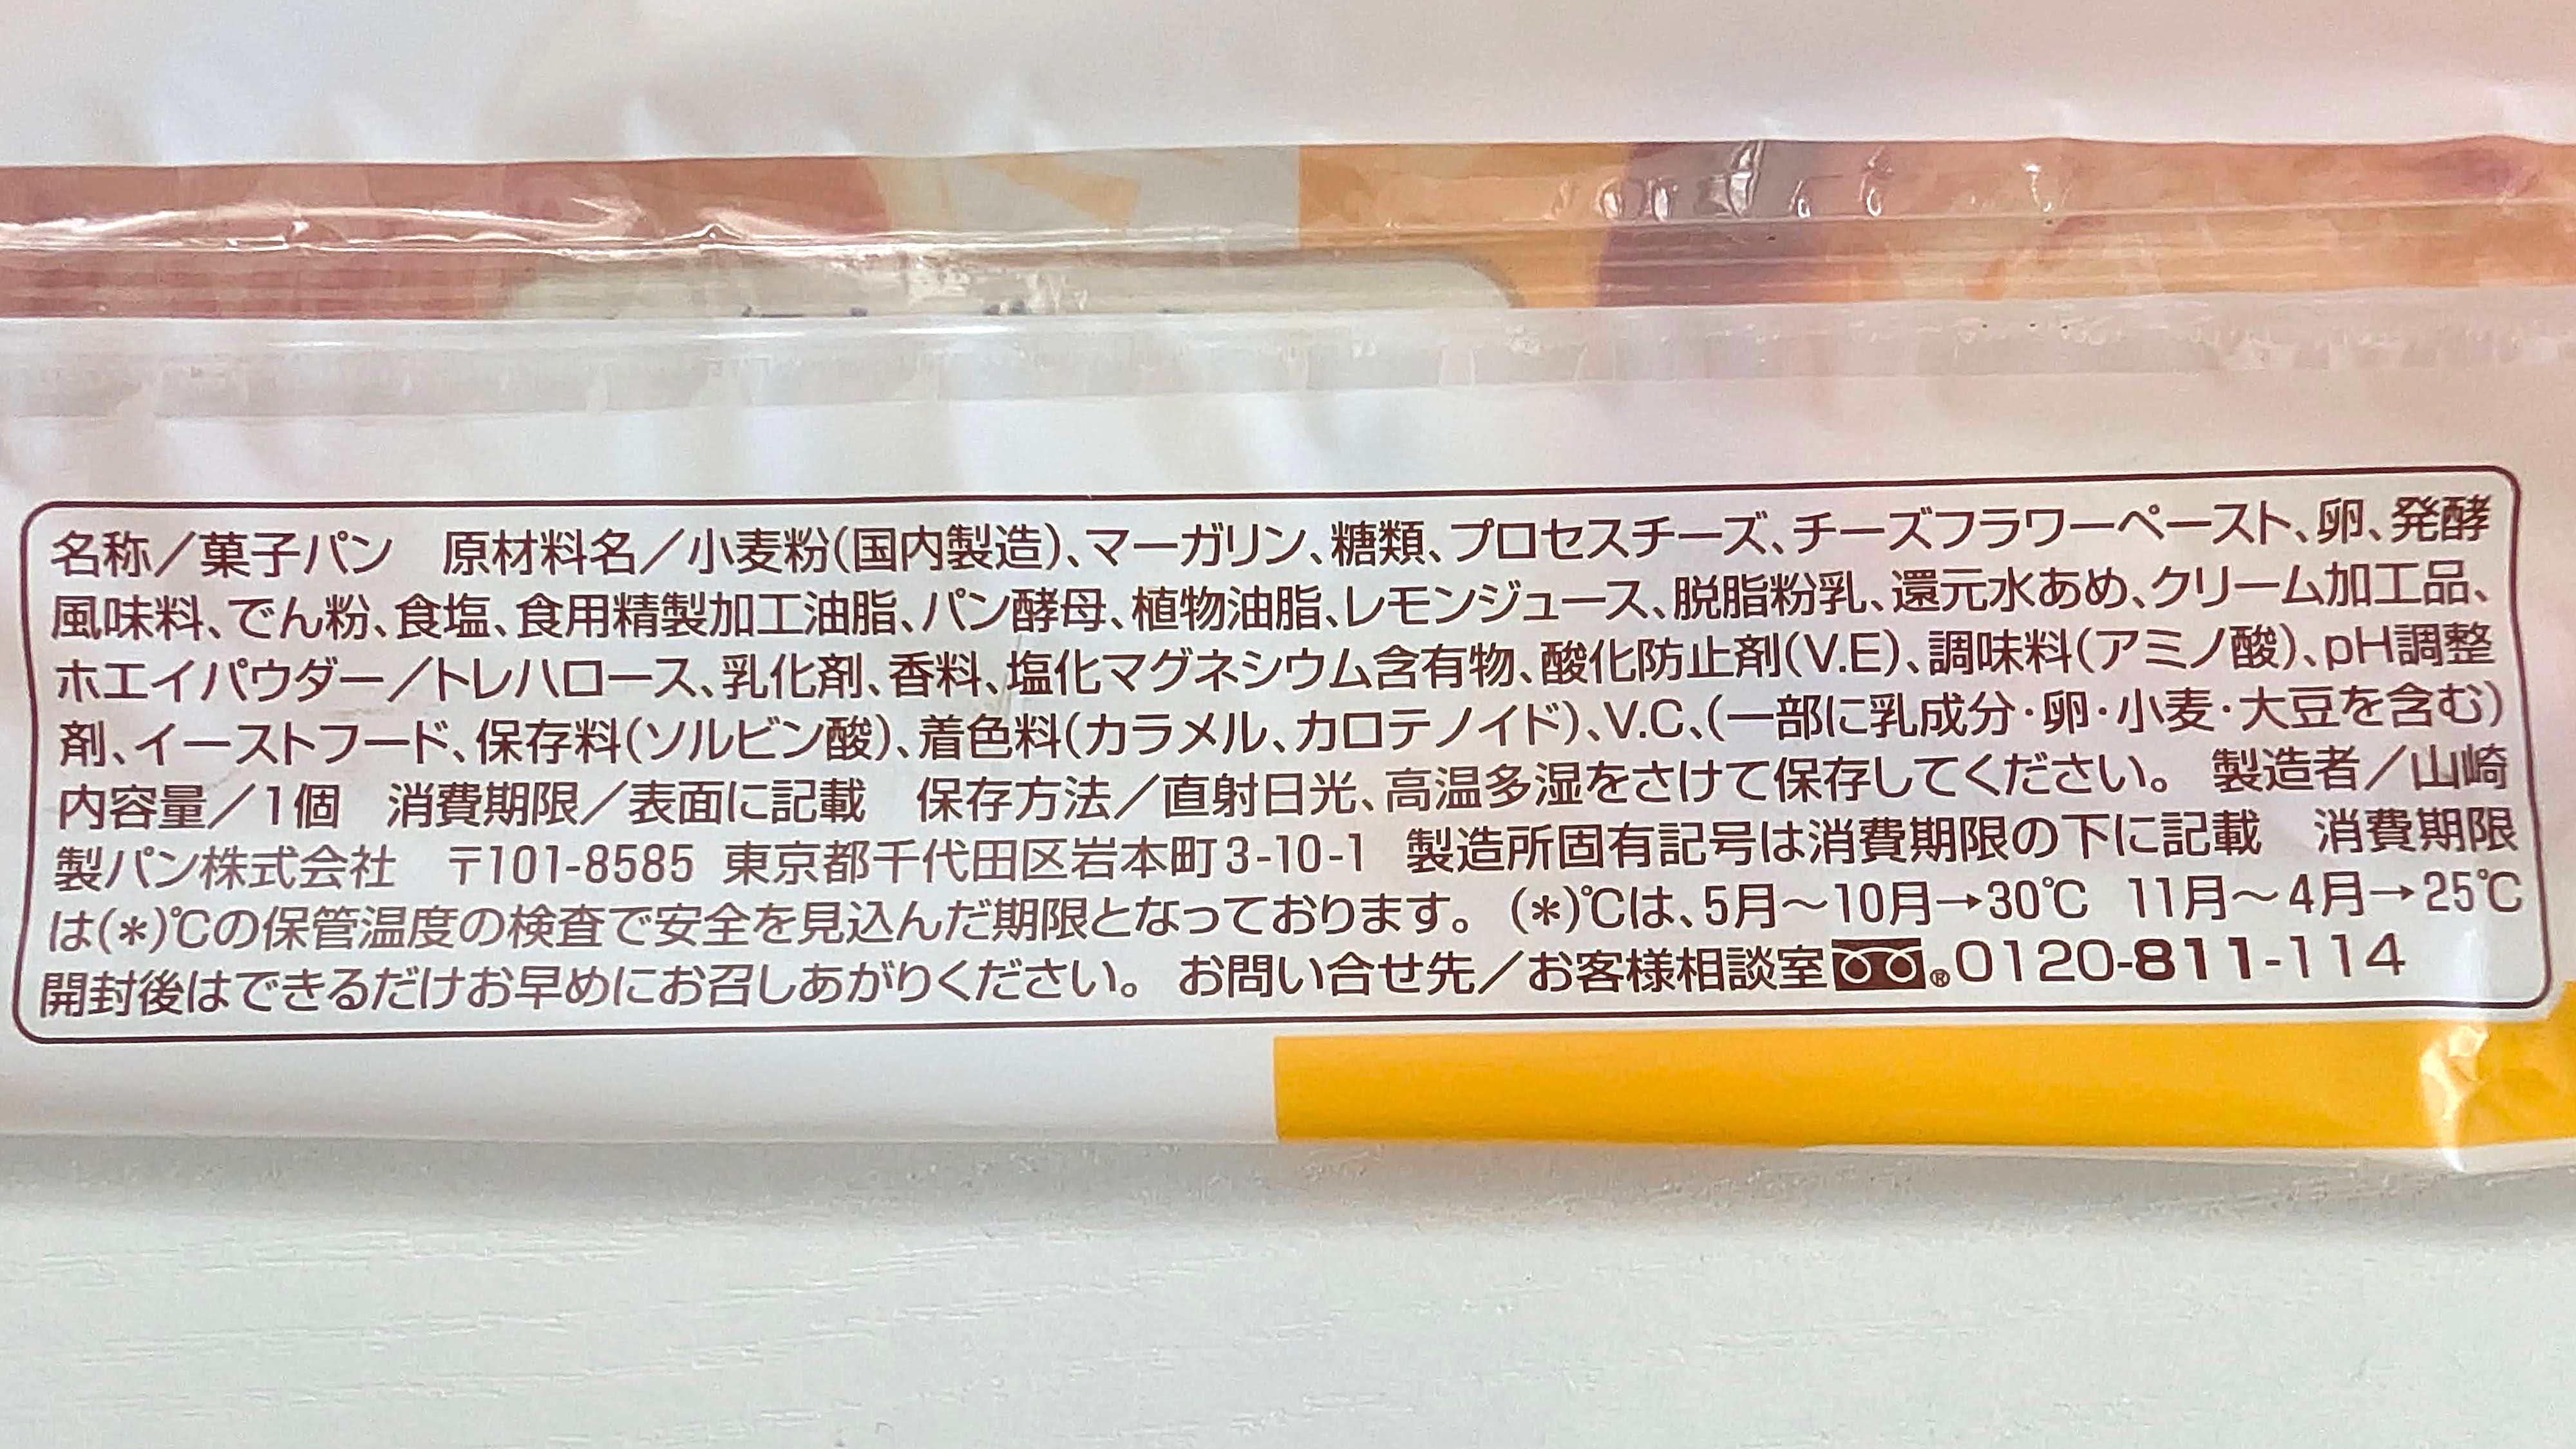 名称／菓子パン　原材料名／小麦粉(国内製造)、マーガリン、糖類、プロセスチーズ、チーズフラワーペースト、卵、発酵
風味料、でん粉、食塩、食用精製加工油脂、パン酵母、植物油脂、レモンジュース、脱脂粉乳、還元水あめ、クリーム加工品、
ホエイパウダー／トレハロース、乳化剤、香料、塩化マグネシウム含有物、酸化防止剤(V.E)、調味料(アミノ酸)、pH調整
剤、イーストフード、保存料(ソルビン酸)、着色料(カラメル、カロテノイド)、V.C、(一部に乳成分・卵・小麦・大豆を含む)
内容量／1個　消費期限／表面に記載　保存方法／直射日光、高温多湿をさけて保存してください。 製造者／山崎
製パン株式会社　〒101-8585 東京都千代田区岩本町3-10-1 製造所固有記号は消費期限の下に記載　消費期限
は(*)℃の保管温度の検査で安全を見込んだ期限となっております。 (*)℃は、5月〜10月→30℃ 11月〜4月→25℃
開封後はできるだけお早めにお召しあがりください。 お問い合せ先／お客様相談室 ® 0120-811-114